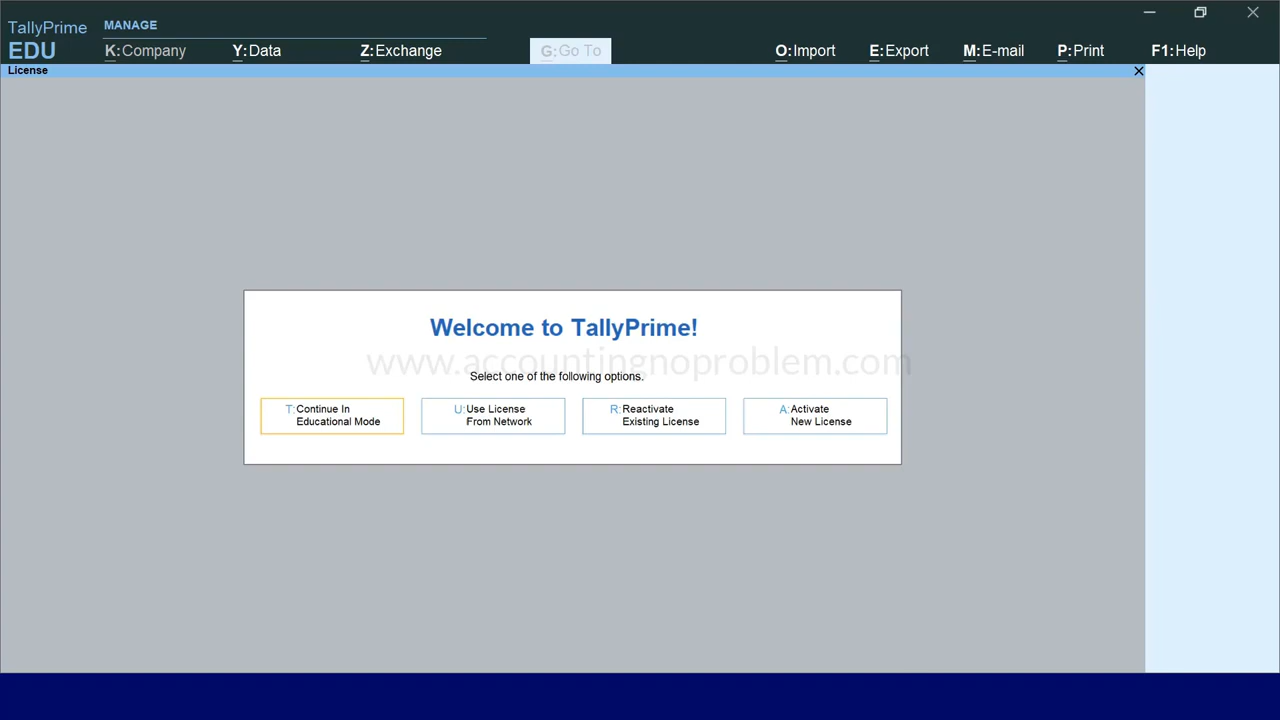 TallyPrime
EDU
MANAGE
K:Company Y:Data Z:Exchange G:Go To O:Import E:Export M:E-mail P:Print F1:Help
License
Welcome to TallyPrime!
www.accountingnoproblem.com
Select one of the following options.
T:Continue In
Educational Mode
U:Use License
From Network
R:Reactivate
Existing License
A:Activate
New License